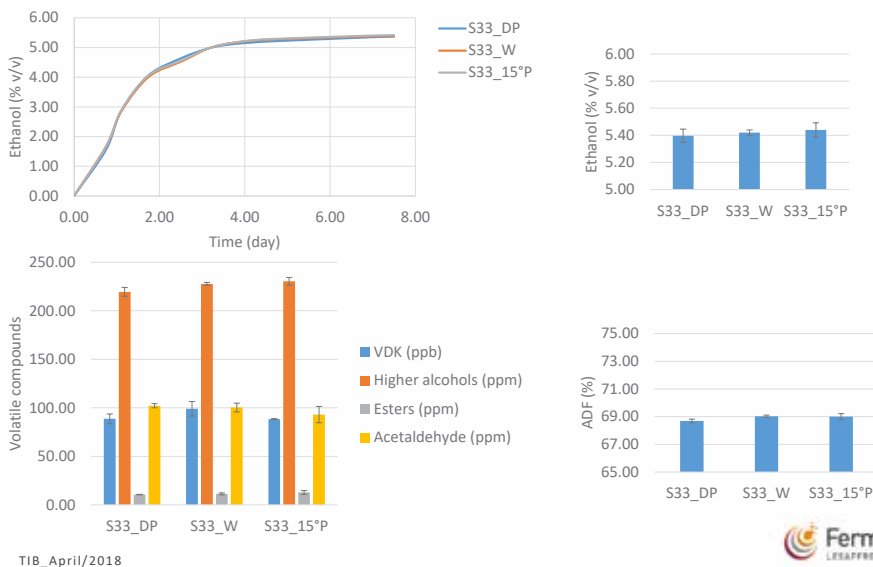 6.00
5.00
4.00
3.00
2.00
1.00
0.00
Ethanol (% v/v)
0.00 2.00 4.00 6.00 8.00
Time (day)
S33_DP
S33_W
S33_15°P
6.00
5.80
5.60
5.40
5.20
5.00
Ethanol (% v/v)
S33_DP S33_W S33_15°P
250.00
200.00
150.00
100.00
50.00
0.00
Volatile compounds
S33_DP S33_W S33_15°P
VDK (ppb)
Higher alcohols (ppm)
Esters (ppm)
Acetaldehyde (ppm)
75.00
73.00
71.00
69.00
67.00
65.00
ADF (%)
S33_DP S33_W S33_15°P
Ferm
LESAFFRE
TIB_April/2018